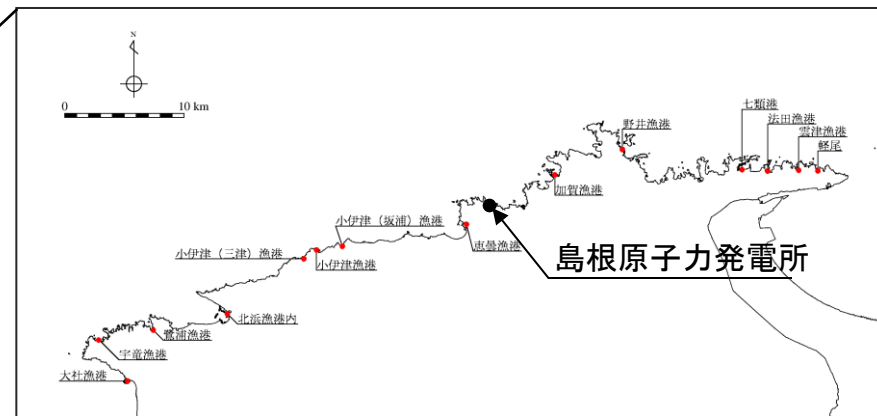 N
0
10 km
七類港
法田漁港
雲津漁港
軽尾
野井漁港
加賀漁港
小伊津（坂浦）漁港
小伊津（三津）漁港
恵曇漁港
小伊津漁港
島根原子力発電所
北浜漁港内
鷺浦漁港
宇竜漁港
大社漁港